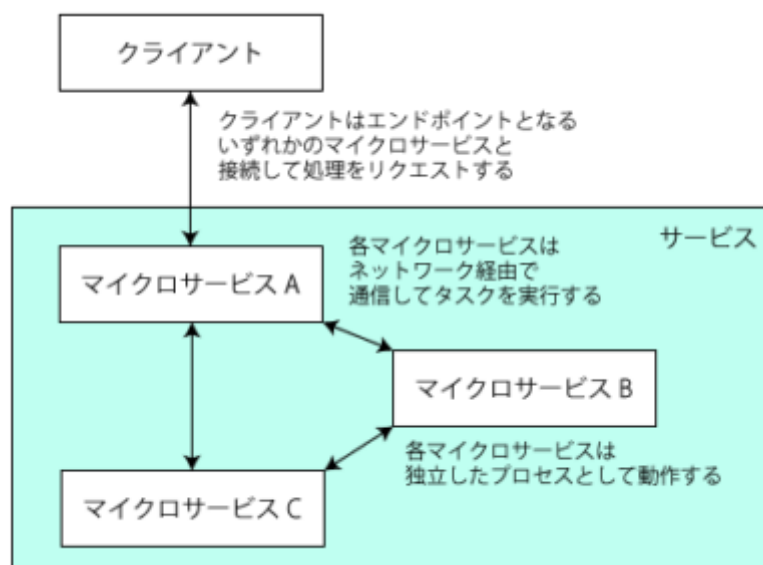 クライアント
クライアントはエンドポイントとなる
いずれかのマイクロサービスと
接続して処理をリクエストする
サービス
各マイクロサービスは
ネットワーク経由で
通信してタスクを実行する
マイクロサービス A
マイクロサービス B
各マイクロサービスは
独立したプロセスとして動作する
マイクロサービス C